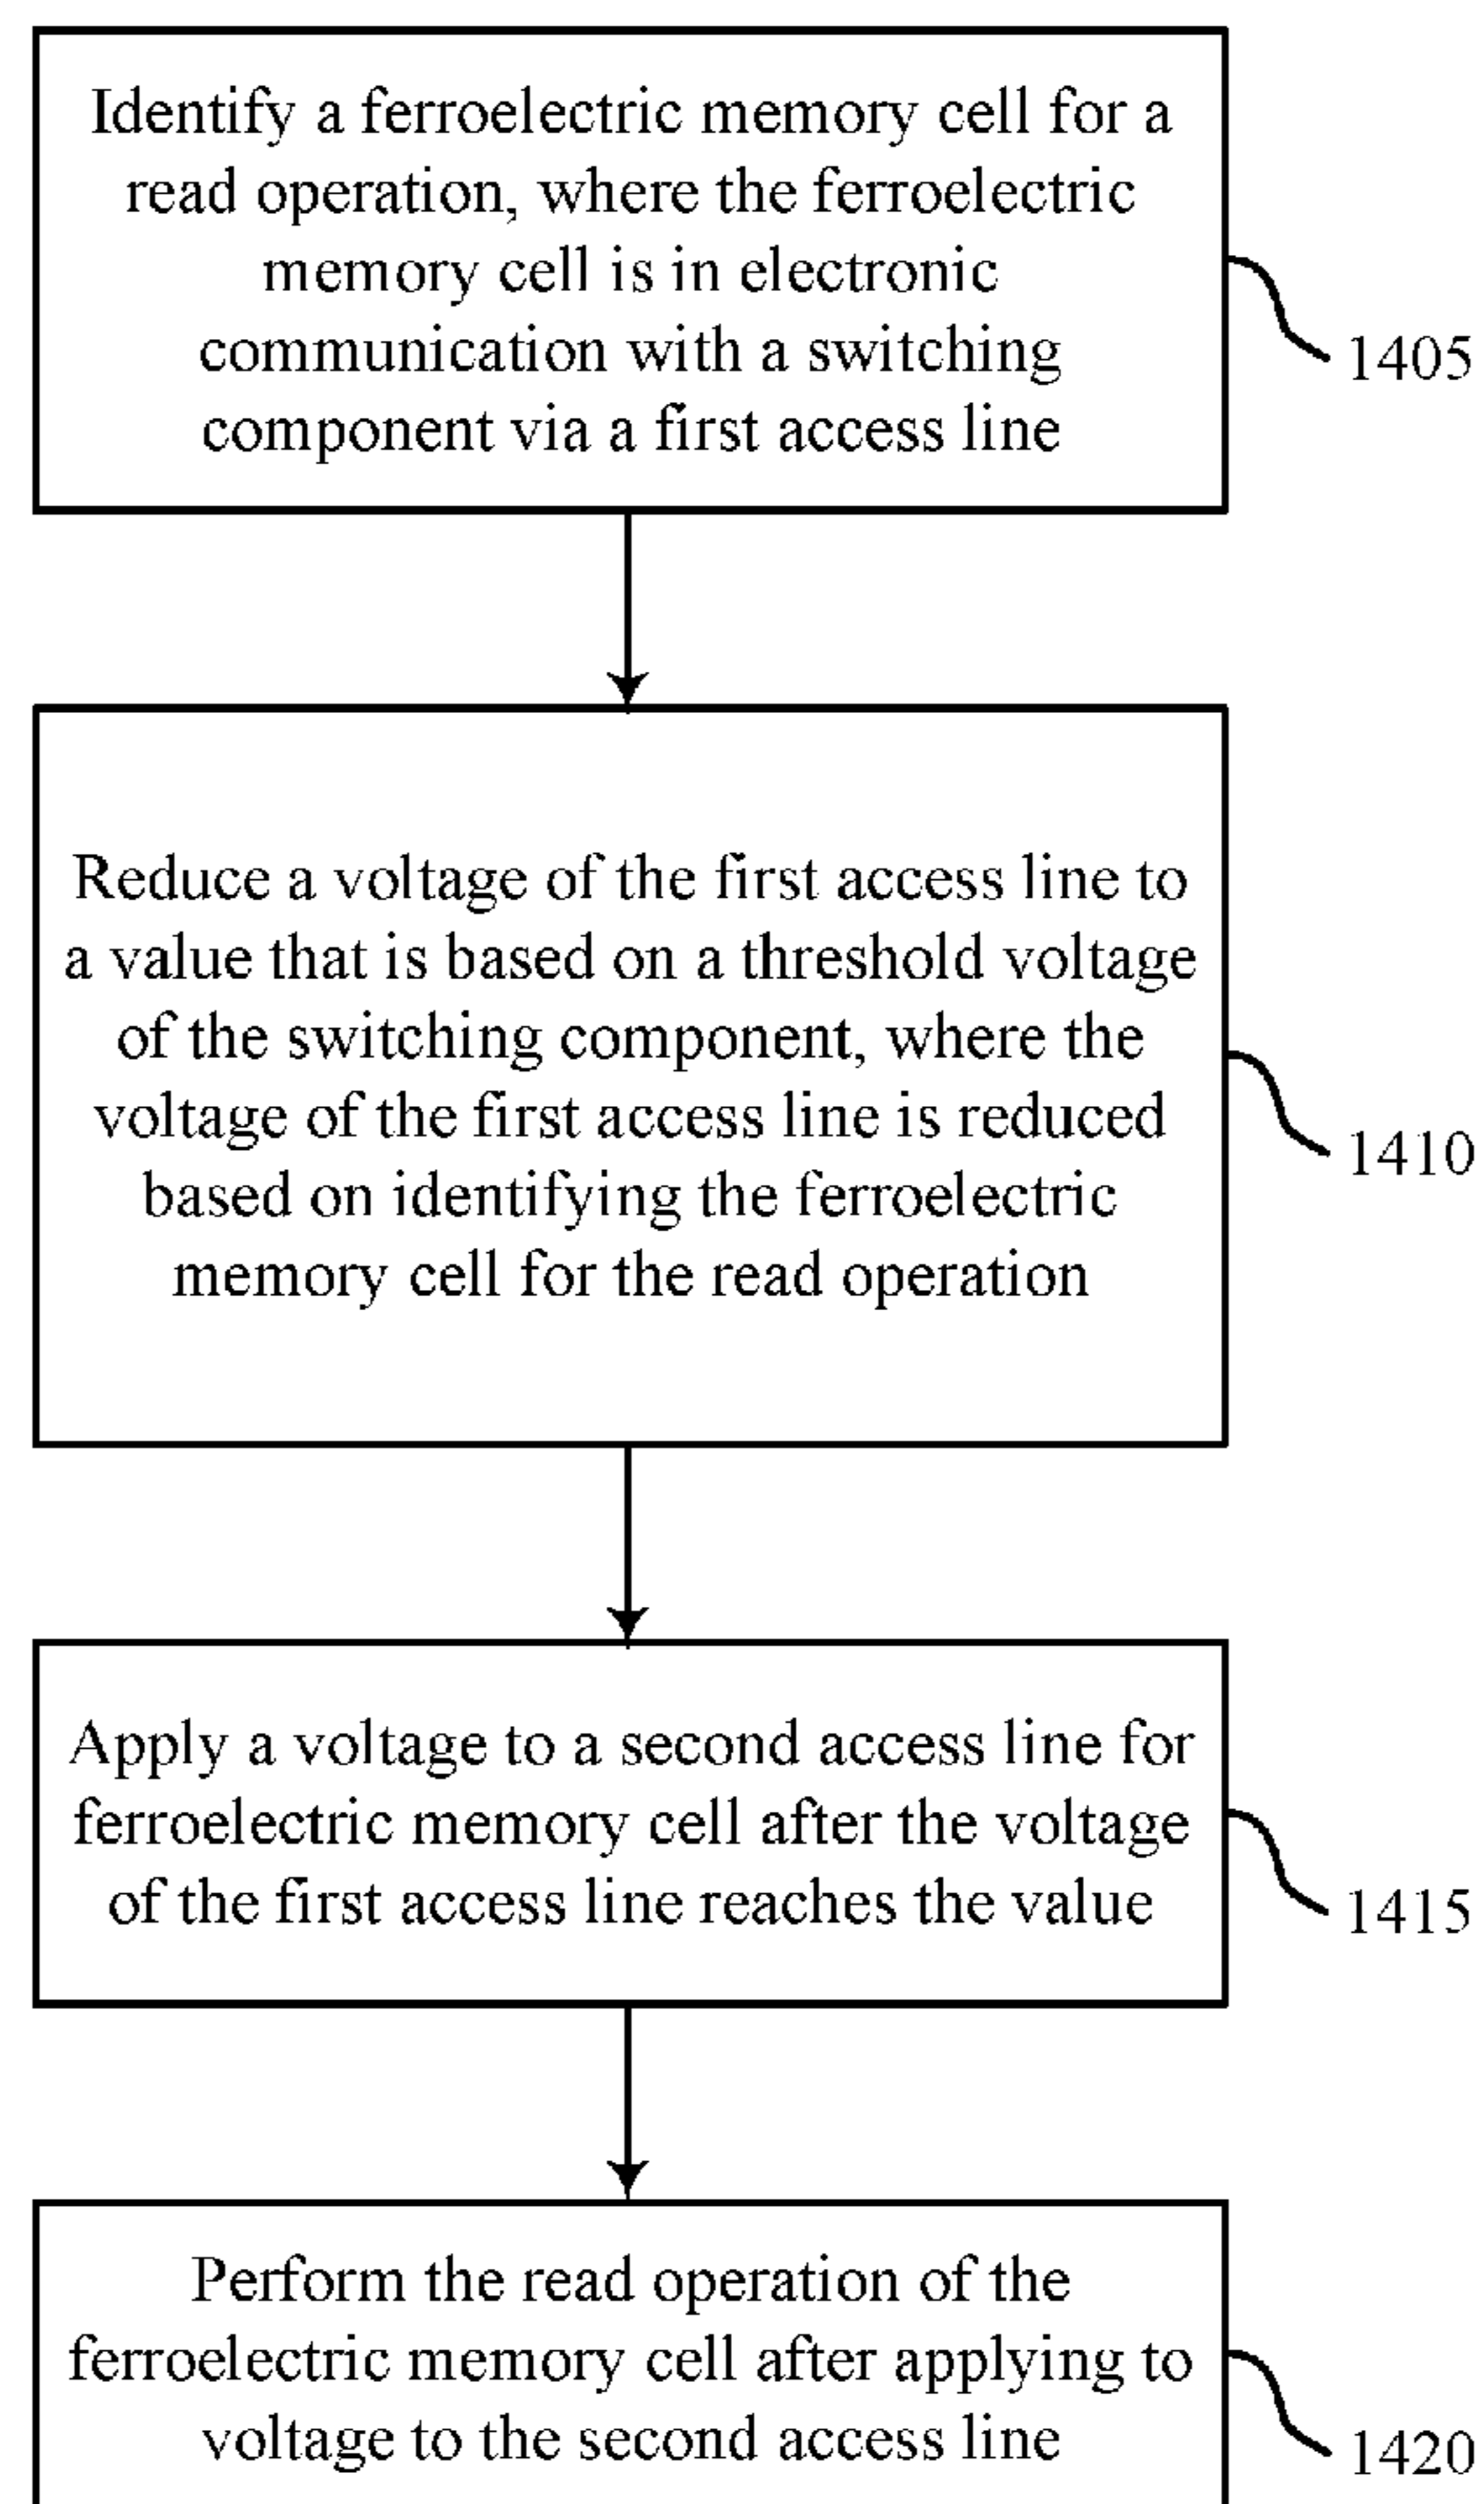 Identify a ferroelectric memory cell for a
read operation, where the ferroelectric
memory cell is in electronic
communication with a switching
component via a first access line
1405
Reduce a voltage of the first access line to
a value that is based on a threshold voltage
of the switching component, where the
voltage of the first access line is reduced
based on identifying the ferroelectric
memory cell for the read operation
1410
Apply a voltage to a second access line for
ferroelectric memory cell after the voltage
of the first access line reaches the value
1415
Perform the read operation of the
ferroelectric memory cell after applying to
voltage to the second access line
1420